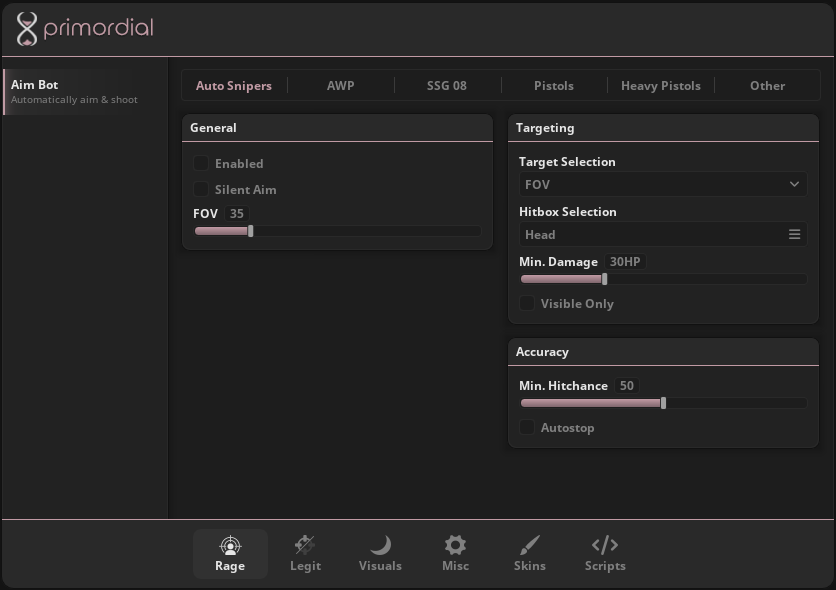 primordial
Aim Bot
Automatically aim & shoot
Auto Snipers
AWP
SSG 08
Pistols
Heavy Pistols
Other
General
Enabled
Silent Aim
FOV 35
Targeting
Target Selection
FOV
Hitbox Selection
Head
Min. Damage 30HP
Visible Only
Accuracy
Min. Hitchance 50
Autostop
Rage
Legit
Visuals
Misc
Skins
Scripts